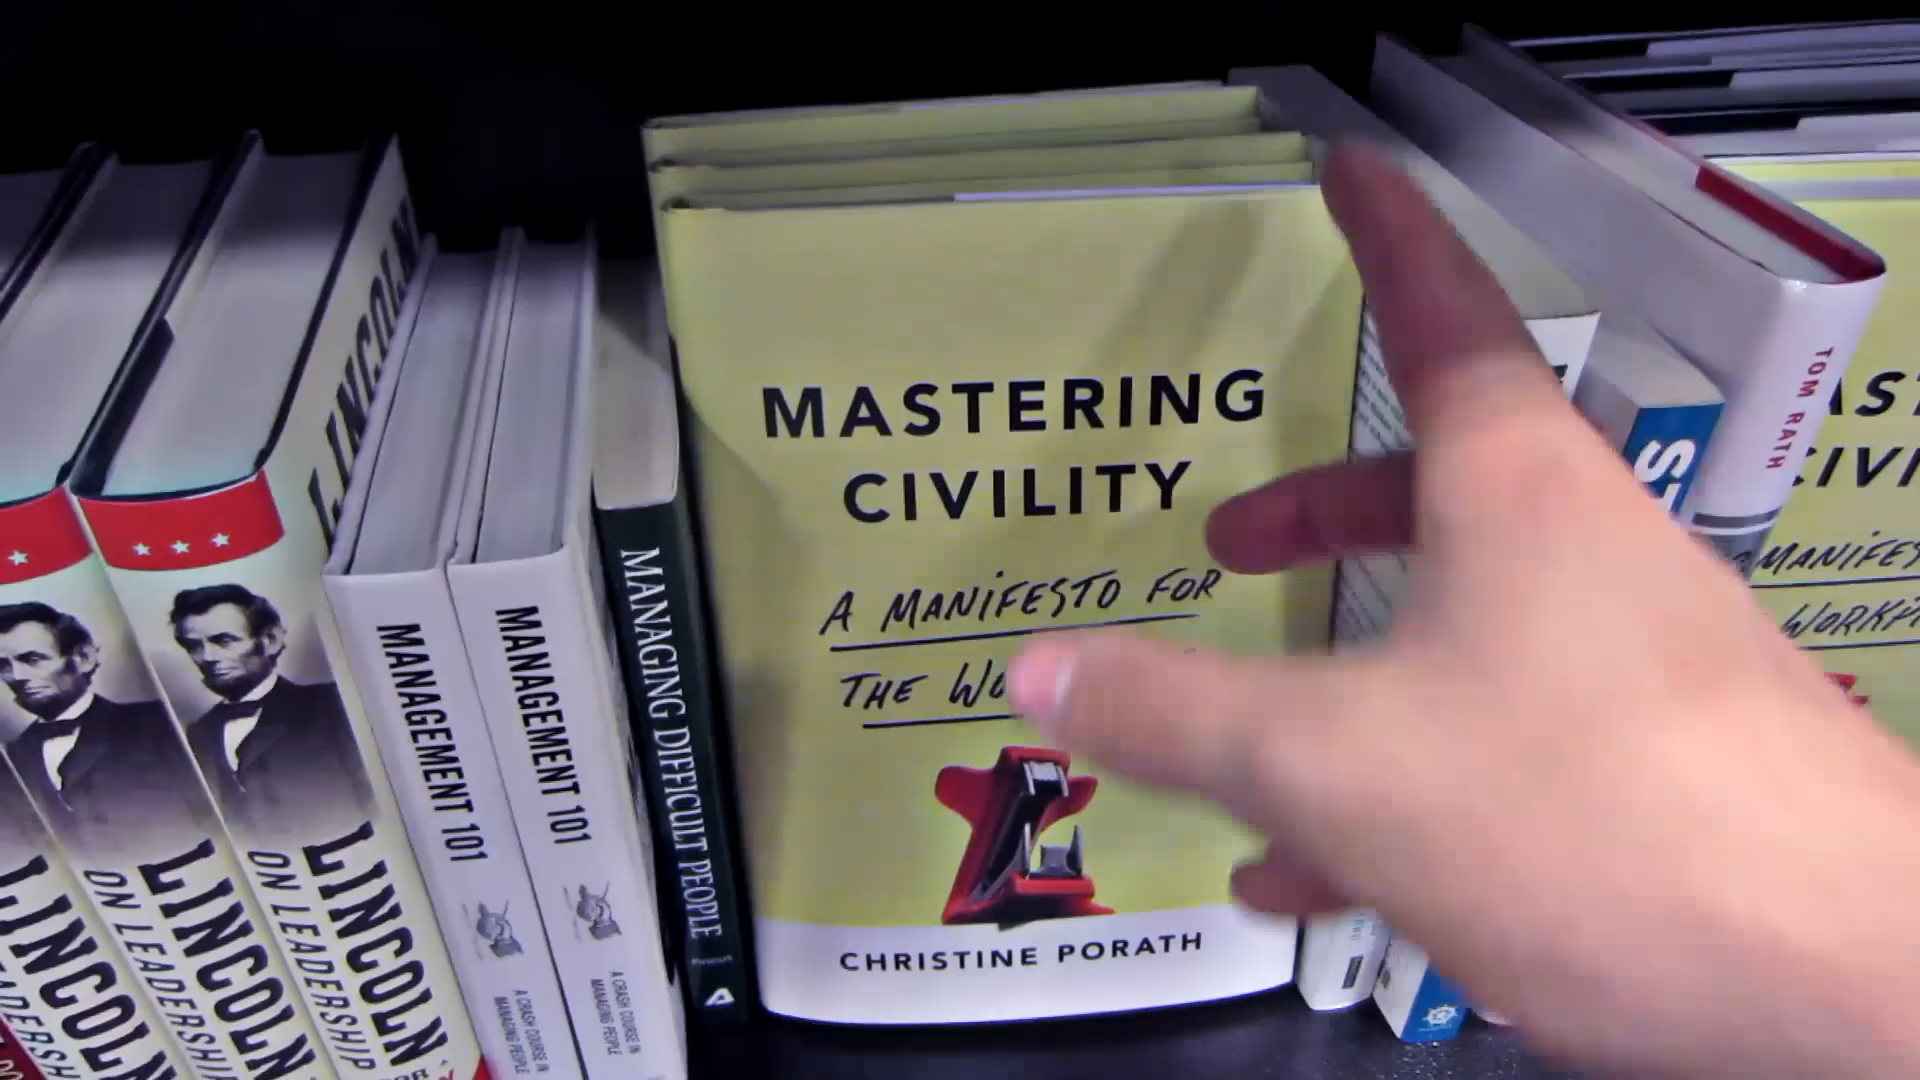 LINCOLN
ON LEADERSHIP
LINCOLN
ON LEADERSHIP
LINCOLN
LINCOLN
MANAGEMENT 101
A CRASH COURSE IN
MANAGING PEOPLE
MANAGEMENT 101
A CRASH COURSE IN
MANAGING PEOPLE
MANAGING DIFFICULT PEOPLE
MASTERING
CIVILITY
A MANIFESTO FOR
THE
CHRISTINE PORATH
TOM RATH